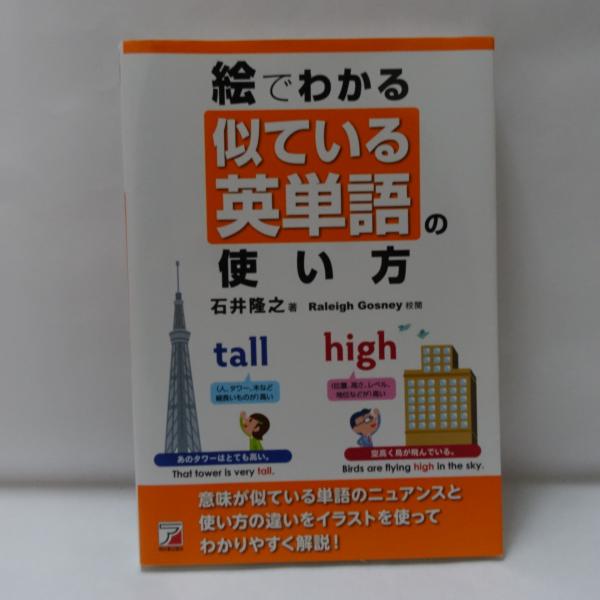 絵でわかる
似ている
英単語の
使い方
石井隆之 著 Raleigh Gosney 校閲
tall
high
(人、タワー、木など
細長いものが)高い
(位置、高さ、レベル、
地位などが)高い
あのタワーはとても高い。
That tower is very tall.
空高く鳥が飛んでいる。
Birds are flying high in the sky.
意味が似ている単語のニュアンスと
使い方の違いをイラストを使って
わかりやすく解説!